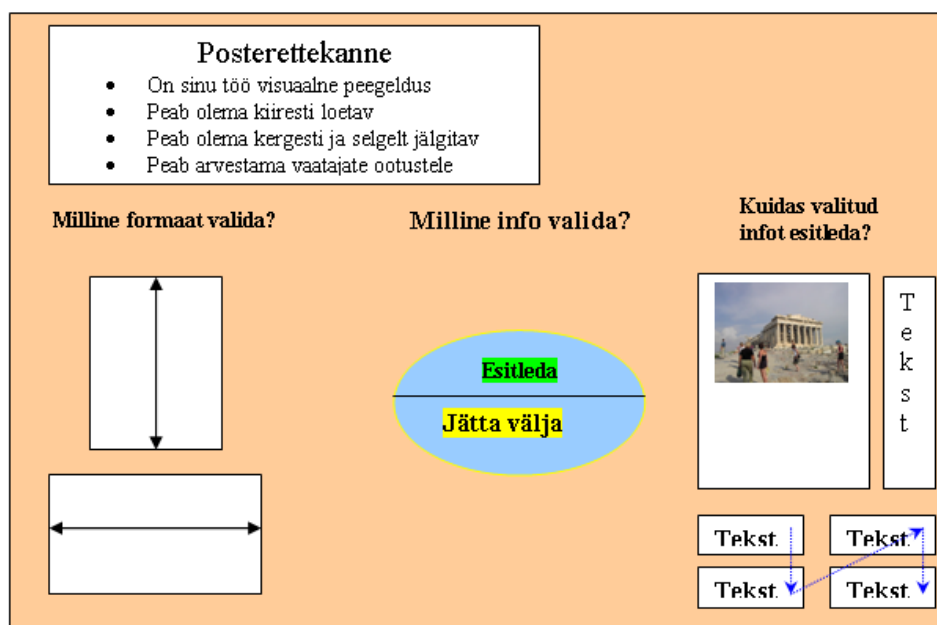 Posterettekanne
• On sinu töö visuaalne peegeldus
• Peab olema kiiresti loetav
• Peab olema kergesti ja selgelt jälgitav
• Peab arvestama vaatajate ootustele
Milline formaat valida?
Milline info valida?
Esitleda
Jätta välja
Kuidas valitud
infot esitleda?
T
e
k
s
t
Tekst.
Tekst.
Tekst.
Tekst.